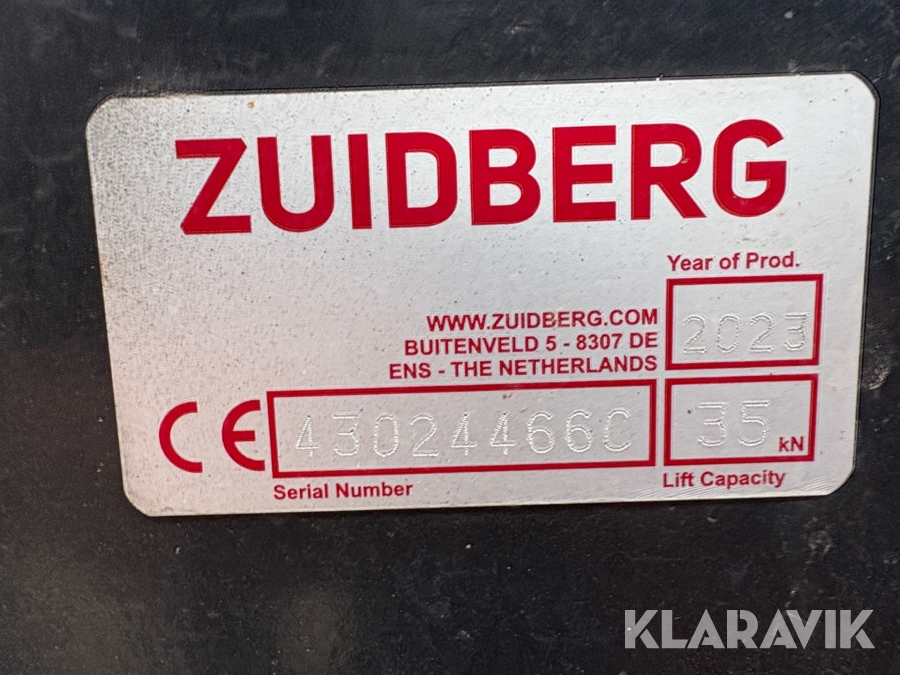 ZUIDBERG
Year of Prod.
WWW.ZUIDBERG.COM
BUITENVELD 5 - 8307 DE
ENS - THE NETHERLANDS
2023
CE
430244466C
35 kN
Serial Number
Lift Capacity
KLARAVIK